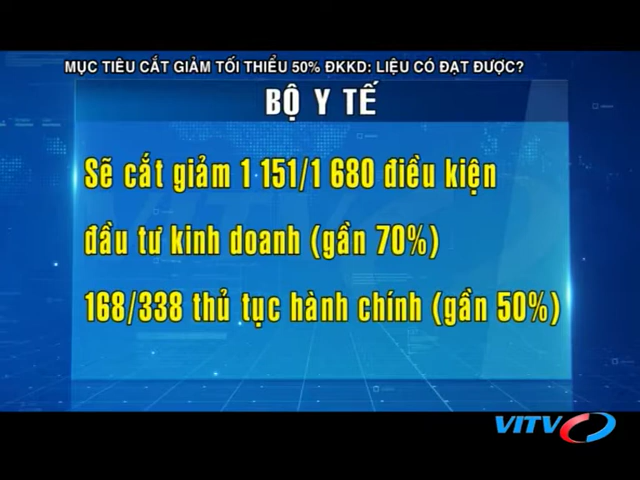 MỤC TIÊU CẮT GIẢM TỐI THIỂU 50% ĐKKD: LIỆU CÓ ĐẠT ĐƯỢC?
BỘ Y TẾ
Sẽ cắt giảm 1 151/1 680 điều kiện
đầu tư kinh doanh (gần 70%)
168/338 thủ tục hành chính (gần 50%)
VITV